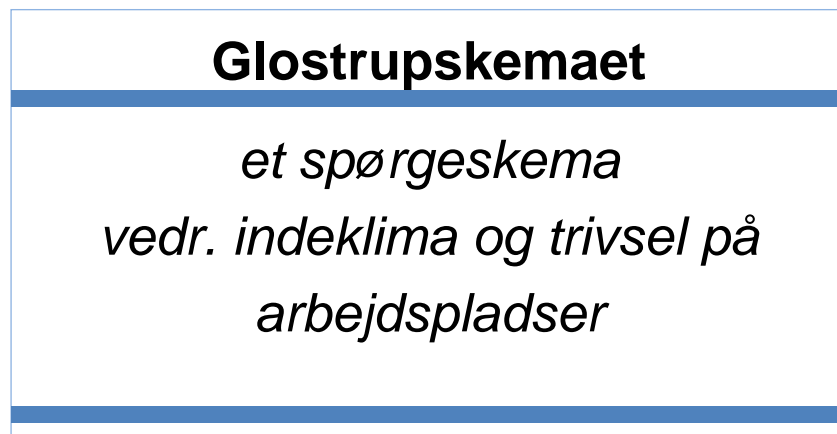 Glostrupskemaet
et spørgeskema
vedr. indeklima og trivsel på
arbejdspladser